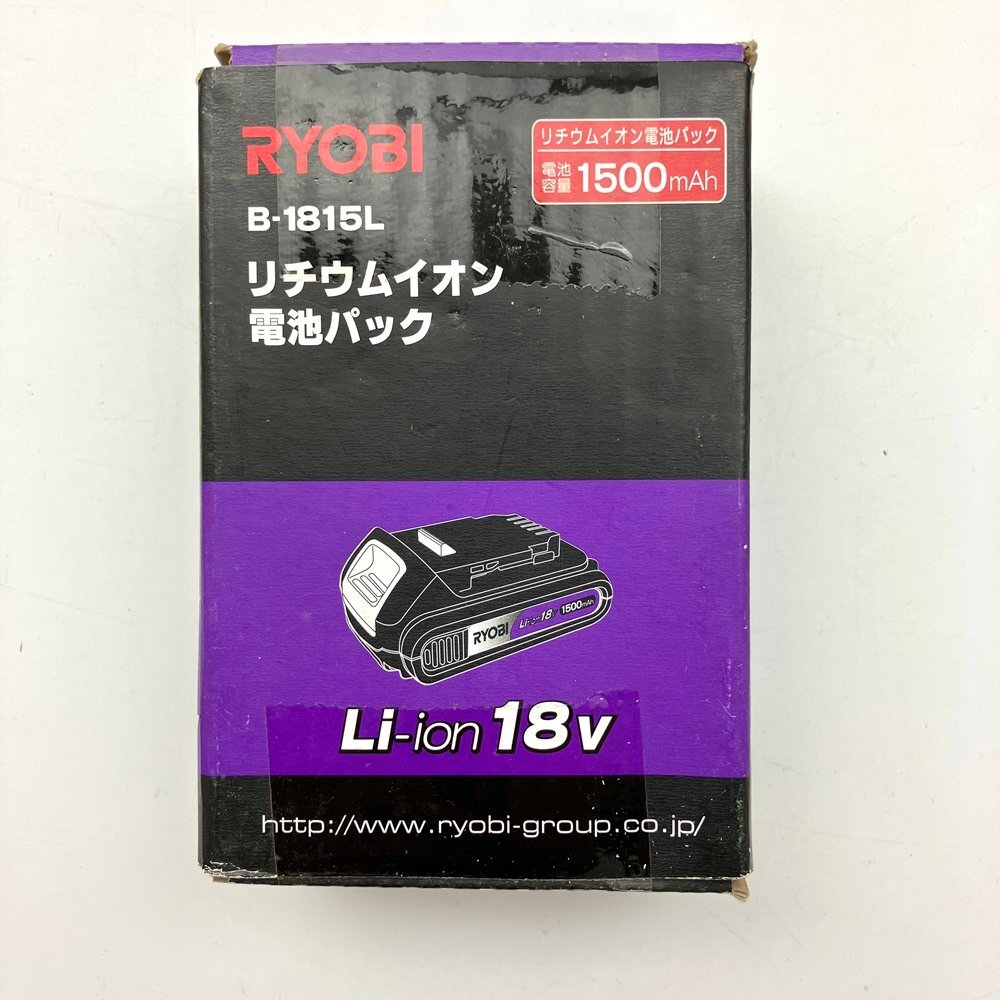 RYOBI
リチウムイオン電池パック
電池容量 1500mAh
B-1815L
リチウムイオン
電池パック
RYOBI Li-ion 18V 1500mAh
Li-ion 18V
http://www.ryobi-group.co.jp/